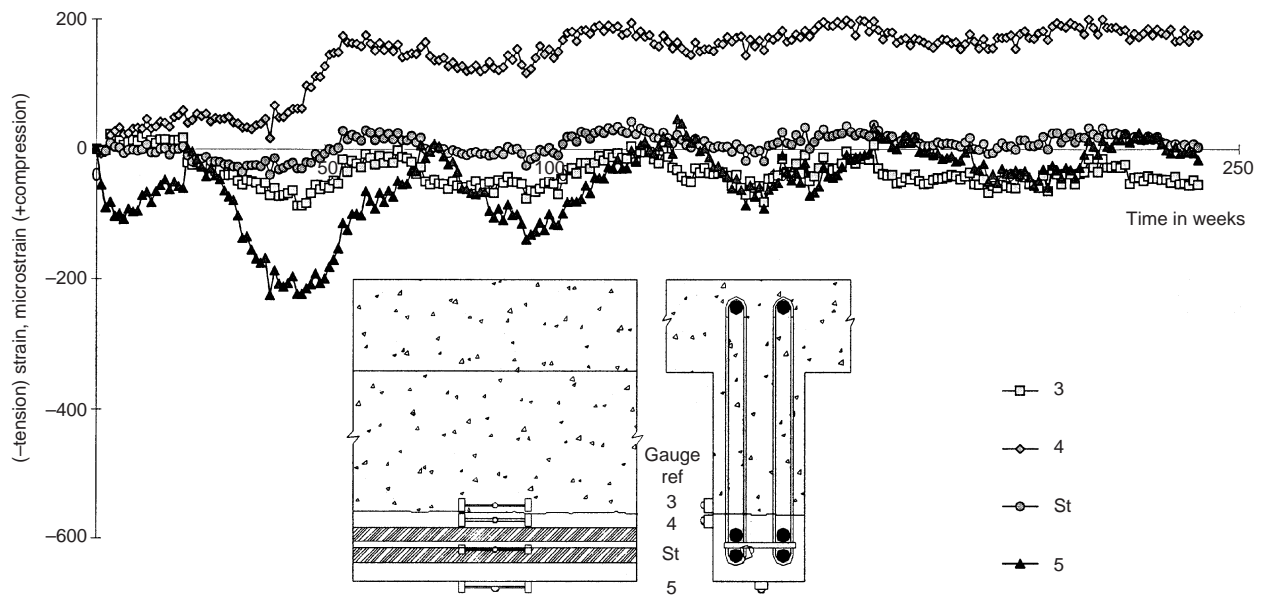 (–tension) strain, microstrain (+compression)
200
0
–200
–400
–600
50
100
250
Time in weeks
Gauge
ref
3
4
St
5
3
4
St
5